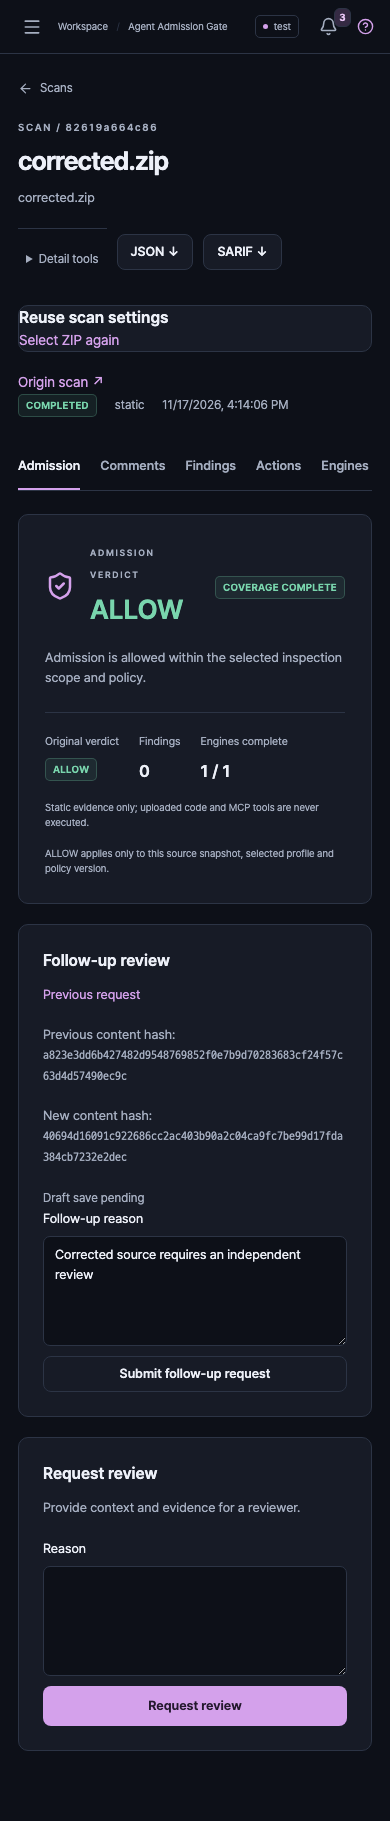 Workspace / Agent Admission Gate
test
3
Scans
SCAN / 82619a664c86
corrected.zip
corrected.zip
Detail tools
JSON ↓
SARIF ↓
Reuse scan settings
Select ZIP again
Origin scan ↗
COMPLETED static 11/17/2026, 4:14:06 PM
Admission Comments Findings Actions Engines
ADMISSION
VERDICT
ALLOW
COVERAGE COMPLETE
Admission is allowed within the selected inspection
scope and policy.
Original verdict Findings Engines complete
ALLOW 0 1 / 1
Static evidence only; uploaded code and MCP tools are never
executed.
ALLOW applies only to this source snapshot, selected profile and
policy version.
Follow-up review
Previous request
Previous content hash:
a823e3dd6b427482d9548769852f0e7b9d70283683cf24f57c
63d4d57490ec9c
New content hash:
40694d16091c922686cc2ac403b90a2c04ca9fc7be99d17fda
384cb7232e2dec
Draft save pending
Follow-up reason
Corrected source requires an independent
review
Submit follow-up request
Request review
Provide context and evidence for a reviewer.
Reason
Request review